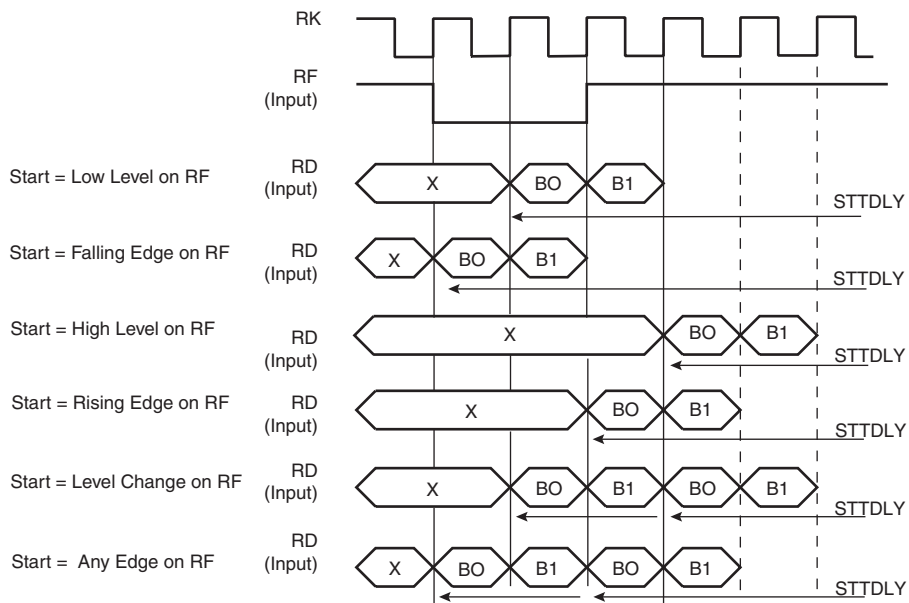 RK
RF
(Input)
Start = Low Level on RF
RD
(Input)
X
BO
B1
STTDLY
Start = Falling Edge on RF
RD
(Input)
X
BO
B1
STTDLY
Start = High Level on RF
RD
(Input)
X
BO
B1
STTDLY
Start = Rising Edge on RF
RD
(Input)
X
BO
B1
STTDLY
Start = Level Change on RF
RD
(Input)
X
BO
B1
BO
B1
STTDLY
Start = Any Edge on RF
RD
(Input)
X
BO
B1
BO
B1
STTDLY